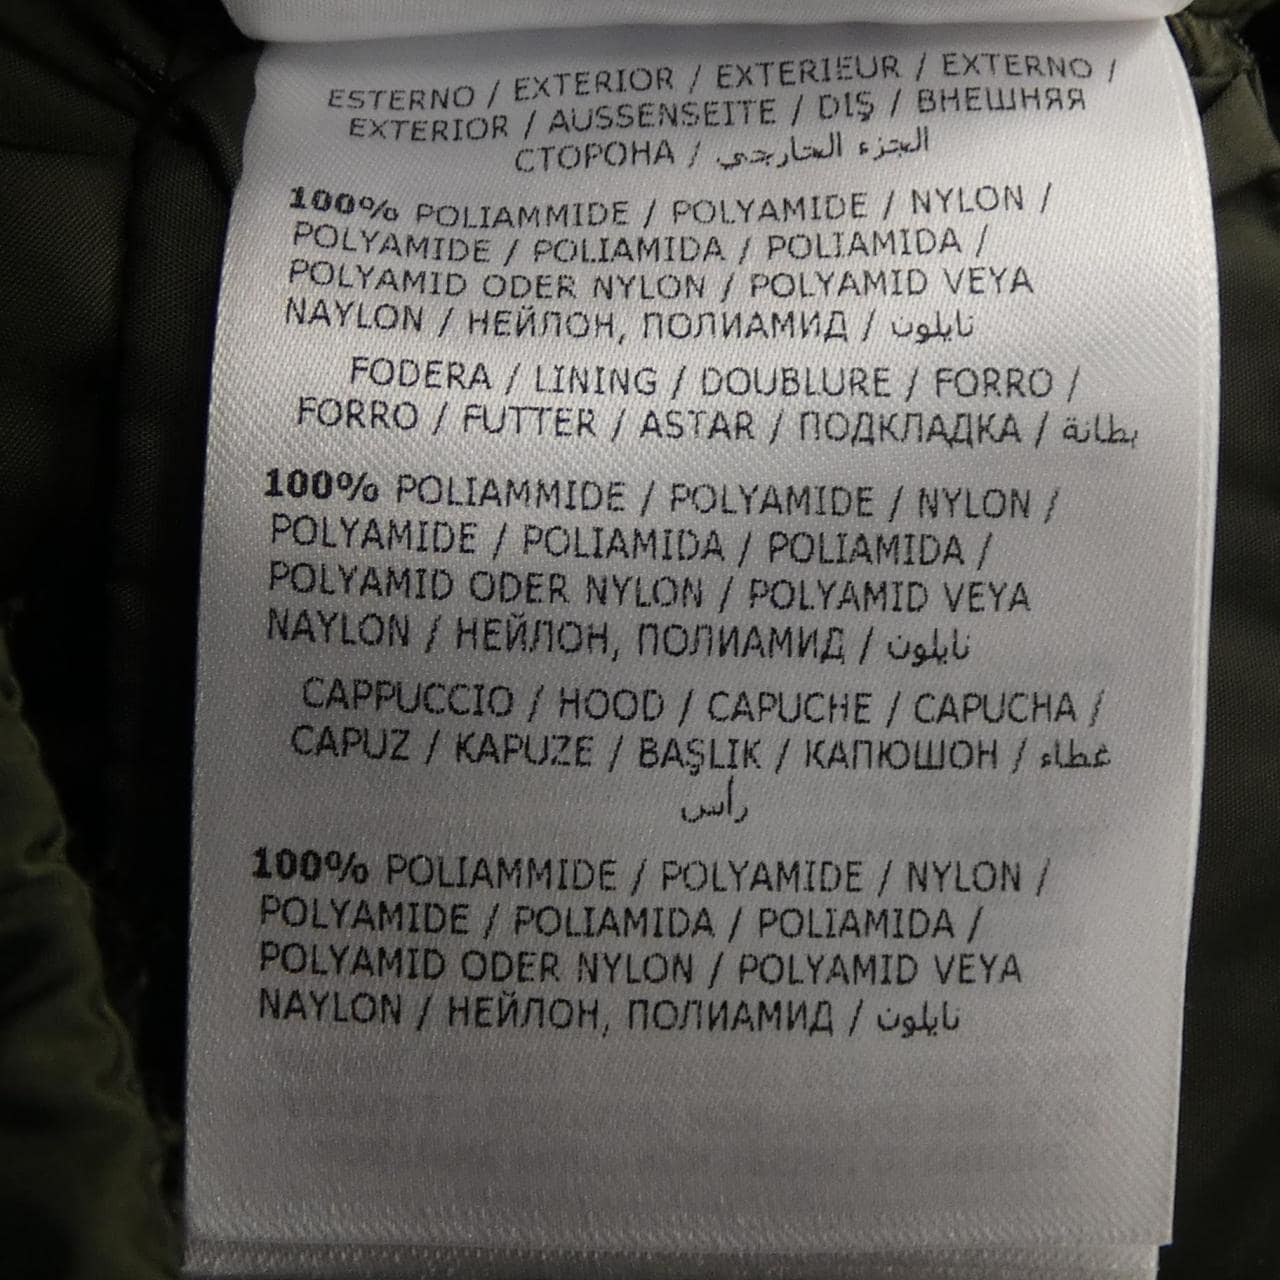 ESTERNO / EXTERIOR / EXTERIEUR / EXTERNO /
EXTERIOR / AUSSENSEITE / DIŞ / ВНЕШНЯЯ
СТОРОНА / الجزء الخارجي
100% POLIAMMIDE / POLYAMIDE / NYLON /
POLYAMIDE / POLIAMIDA / POLIAMIDA /
POLYAMID ODER NYLON / POLYAMID VEYA
NAYLON / НЕЙЛОН, ПОЛИАМИД / نايلون
FODERA / LINING / DOUBLURE / FORRO /
FORRO / FUTTER / ASTAR / ПОДКЛАДКА / بطانة
100% POLIAMMIDE / POLYAMIDE / NYLON /
POLYAMIDE / POLIAMIDA / POLIAMIDA /
POLYAMID ODER NYLON / POLYAMID VEYA
NAYLON / НЕЙЛОН, ПОЛИАМИД / نايلون
CAPPUCCIO / HOOD / CAPUCHE / CAPUCHA /
CAPUZ / KAPUZE / BAŞLIK / КАПЮШОН / غطاء
رأس
100% POLIAMMIDE / POLYAMIDE / NYLON /
POLYAMIDE / POLIAMIDA / POLIAMIDA /
POLYAMID ODER NYLON / POLYAMID VEYA
NAYLON / НЕЙЛОН, ПОЛИАМИД / نايلون